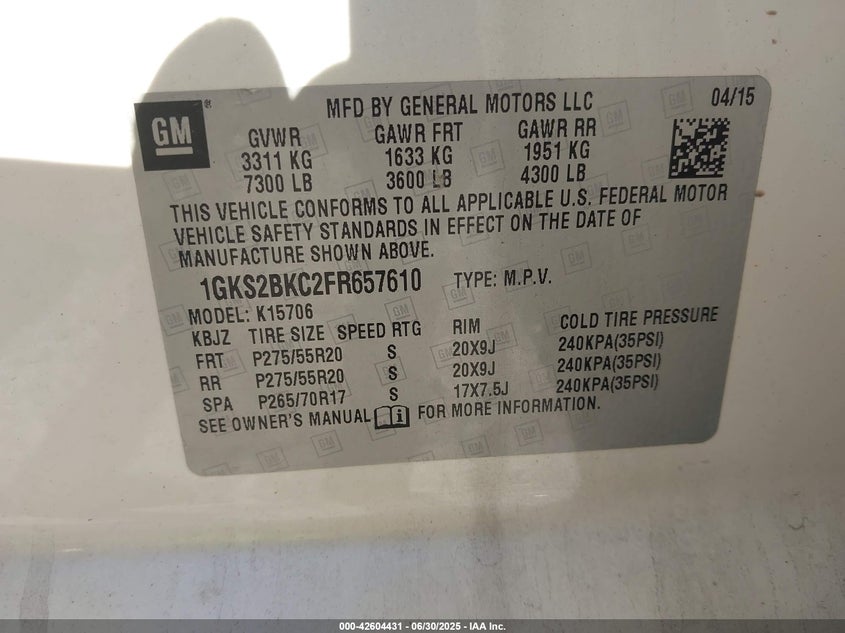 GM
MFD BY GENERAL MOTORS LLC 04/15
GVWR GAWR FRT GAWR RR
3311 KG 1633 KG 1951 KG
7300 LB 3600 LB 4300 LB
THIS VEHICLE CONFORMS TO ALL APPLICABLE U.S. FEDERAL MOTOR
VEHICLE SAFETY STANDARDS IN EFFECT ON THE DATE OF
MANUFACTURE SHOWN ABOVE.
1GKS2BKC2FR657610 TYPE: M.P.V.
MODEL: K15706
KBJZ TIRE SIZE SPEED RTG RIM COLD TIRE PRESSURE
FRT P275/55R20 S 20X9J 240KPA(35PSI)
RR P275/55R20 S 20X9J 240KPA(35PSI)
SPA P265/70R17 S 17X7.5J 240KPA(35PSI)
SEE OWNER'S MANUAL FOR MORE INFORMATION.
000-42604431 - 06/30/2025 - IAA Inc.